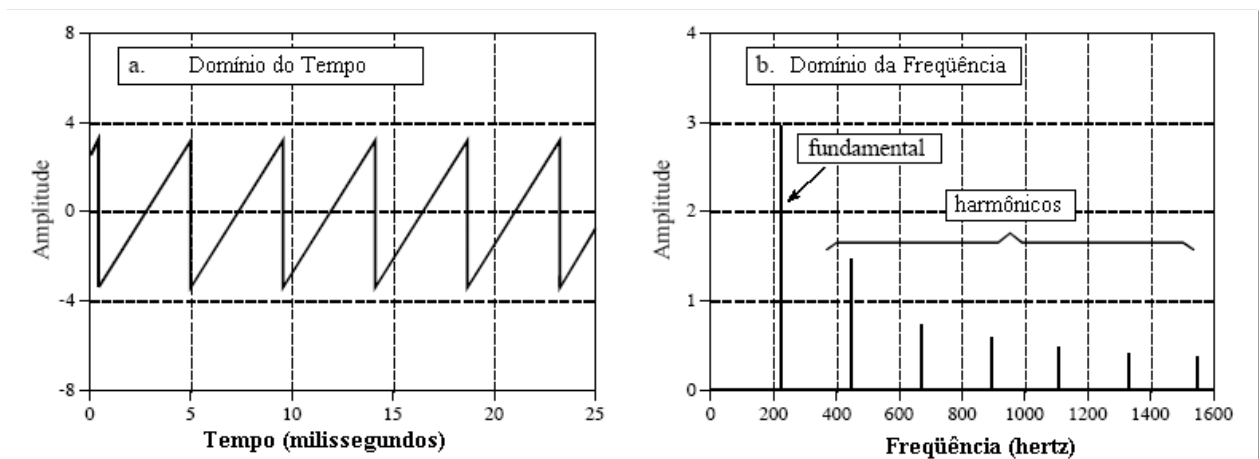 a. Domínio do Tempo
Amplitude
8
4
0
-4
-8
0 5 10 15 20 25
Tempo (milissegundos)
b. Domínio da Freqüência
fundamental
harmônicos
Amplitude
4
3
2
1
0
0 200 400 600 800 1000 1200 1400 1600
Freqüência (hertz)